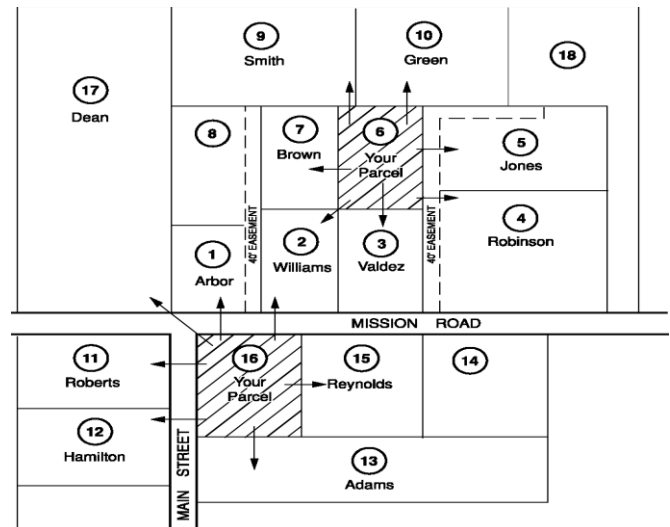 9
Smith
10
Green
18
17
Dean
8
7
Brown
6
Your
Parcel
5
Jones
40' EASEMENT
40' EASEMENT
1
Arbor
2
Williams
3
Valdez
4
Robinson
MISSION ROAD
11
Roberts
16
Your
Parcel
15
Reynolds
14
12
Hamilton
MAIN STREET
13
Adams